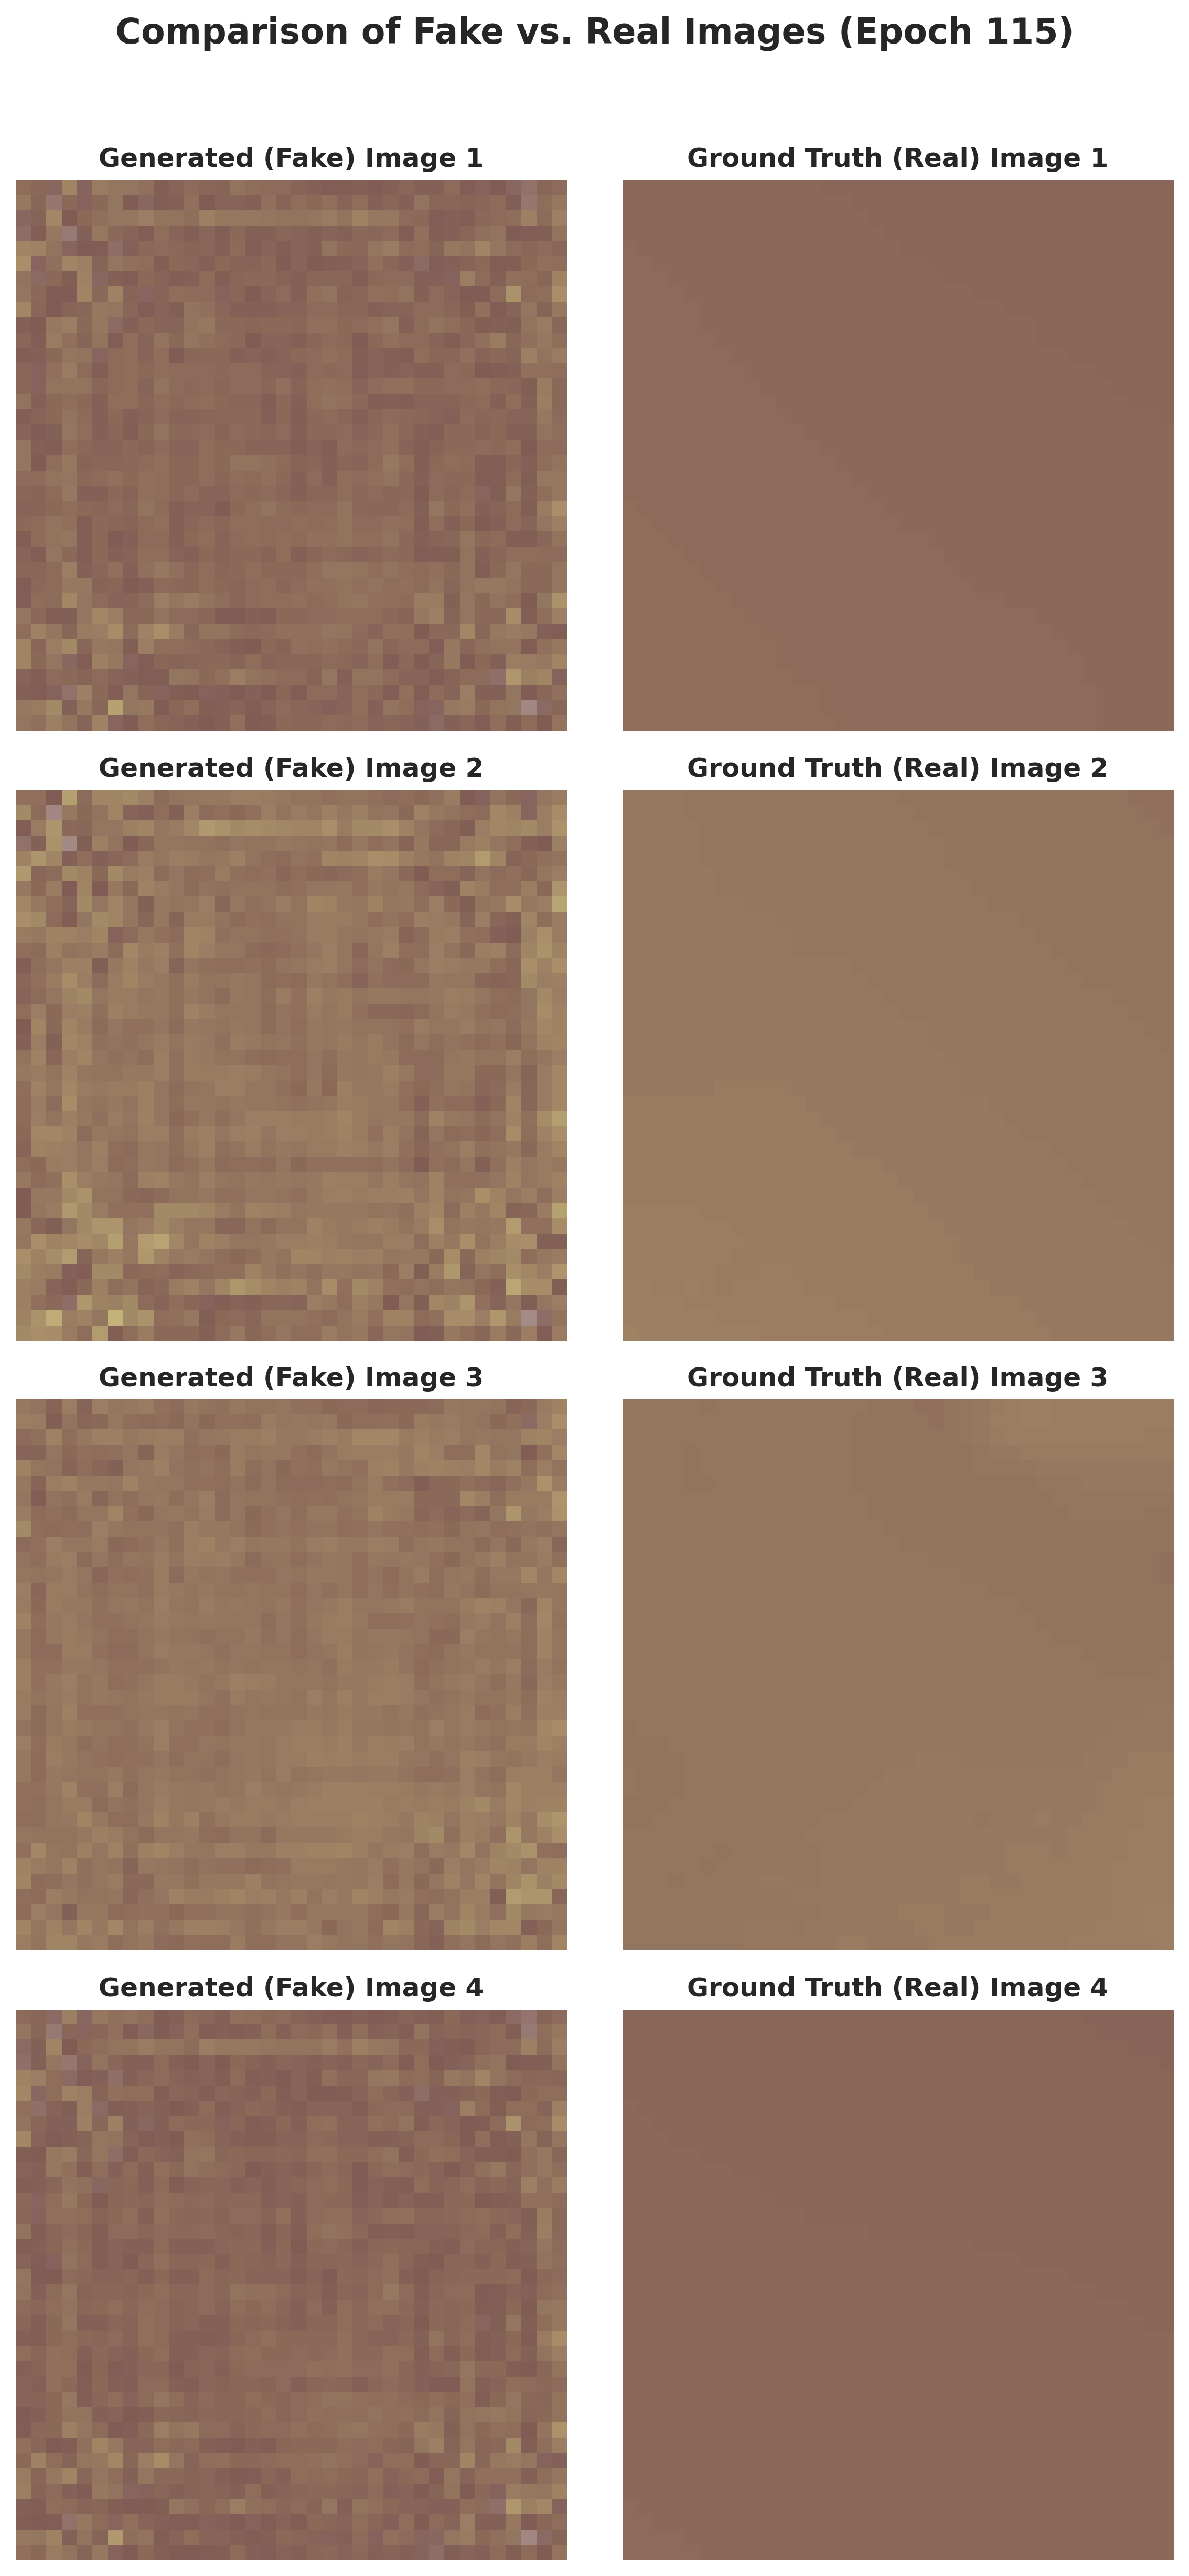 Comparison of Fake vs. Real Images (Epoch 115)
Generated (Fake) Image 1
Ground Truth (Real) Image 1
Generated (Fake) Image 2
Ground Truth (Real) Image 2
Generated (Fake) Image 3
Ground Truth (Real) Image 3
Generated (Fake) Image 4
Ground Truth (Real) Image 4